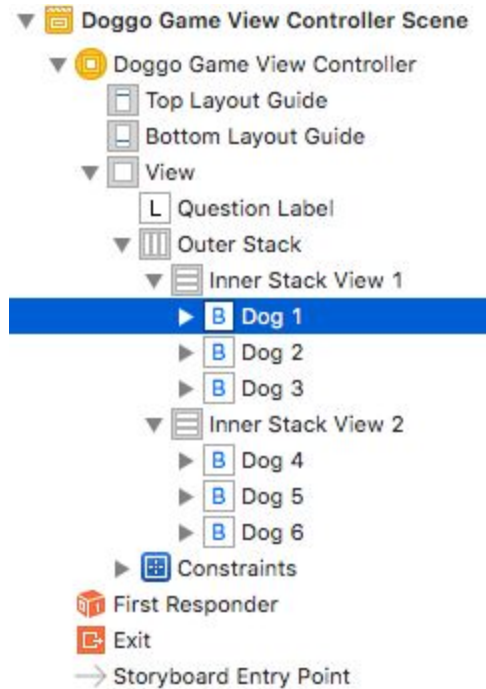 Doggo Game View Controller Scene
Doggo Game View Controller
Top Layout Guide
Bottom Layout Guide
View
L Question Label
Outer Stack
Inner Stack View 1
B Dog 1
B Dog 2
B Dog 3
Inner Stack View 2
B Dog 4
B Dog 5
B Dog 6
Constraints
First Responder
Exit
Storyboard Entry Point